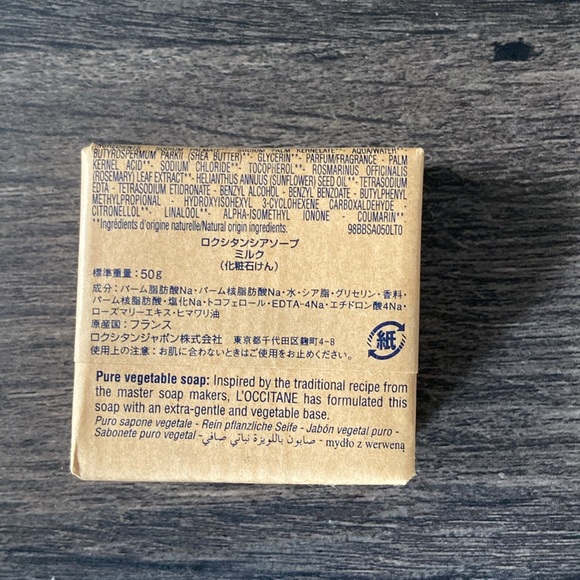 PALM KERNELATE**- AQUA/WATER-
BUTYROSPERMUM PARKII (SHEA BUTTER)**- GLYCERIN**- PARFUM/FRAGRANCE - PALM
KERNEL ACID**- SODIUM CHLORIDE**- TOCOPHEROL- ROSMARINUS OFFICINALIS
(ROSEMARY) LEAF EXTRACT**-HELIANTHUS ANNUUS (SUNFLOWER) SEED OIL**- TETRASODIUM
EDTA - TETRASODIUM ETIDRONATE - BENZYL ALCOHOL - BENZYL BENZOATE - BUTYLPHENYL
METHYLPROPIONAL - HYDROXYISOHEXYL 3-CYCLOHEXENE CARBOXALDEHYDE
CITRONELLOL**- LINALOOL**- ALPHA-ISOMETHYL IONONE - COUMARIN**
**Ingrédients d'origine naturelle/Natural origin ingredients. 98BBSA050LT0
ロクシタンシアソープ
ミルク
(化粧石けん)
標準重量:50g
成分:パーム脂肪酸Na・パーム核脂肪酸Na・水・シア脂・グリセリン・香料・
パーム核脂肪酸・塩化Na・トコフェロール・EDTA-4Na・エチドロン酸4Na・
ローズマリーエキス・ヒマワリ油
原産国:フランス
ロクシタンジャポン株式会社 東京都千代田区麹町4-8
使用上の注意:お肌に合わないときはご使用をお止めください。
紙
Pure vegetable soap: Inspired by the traditional recipe from
the master soap makers, L'OCCITANE has formulated this
soap with an extra-gentle and vegetable base.
Puro sapone vegetale - Rein pflanzliche Seife - Jabón vegetal puro -
Sabonete puro vegetal - صابون باللويزة نباتي صافي - mydło z werweną